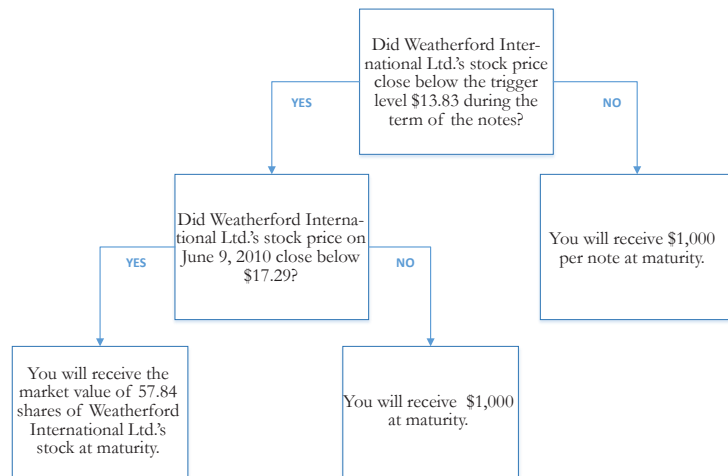 Did Weatherford Inter-
national Ltd.'s stock price
close below the trigger
level $13.83 during the
term of the notes?
YES
NO
Did Weatherford Interna-
tional Ltd.'s stock price on
June 9, 2010 close below
$17.29?
You will receive $1,000
per note at maturity.
YES
NO
You will receive the
market value of 57.84
shares of Weatherford
International Ltd.'s
stock at maturity.
You will receive $1,000
at maturity.